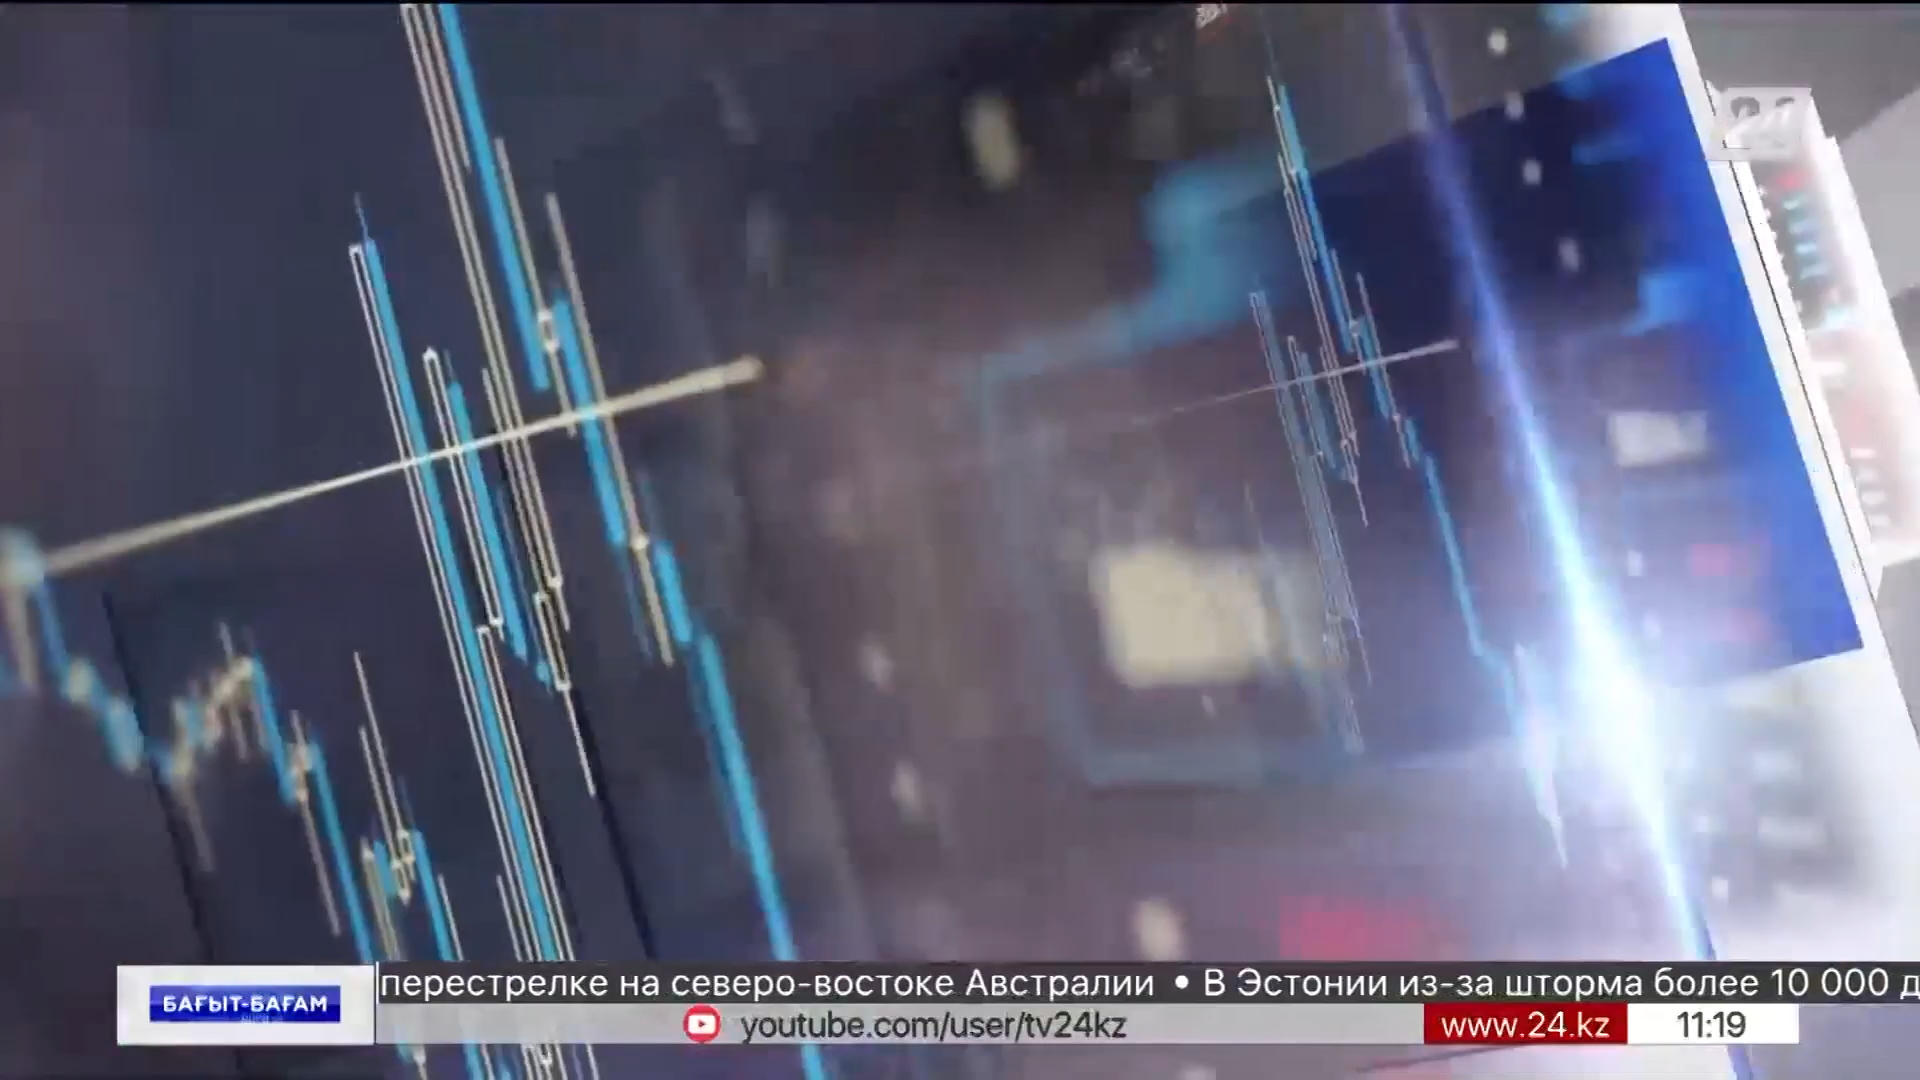 24
перестрелке на северо-востоке Австралии • В Эстонии из-за шторма более 10 000 д
БАҒЫТ-БАҒАМ
youtube.com/user/tv24kz
www.24.kz
11:19